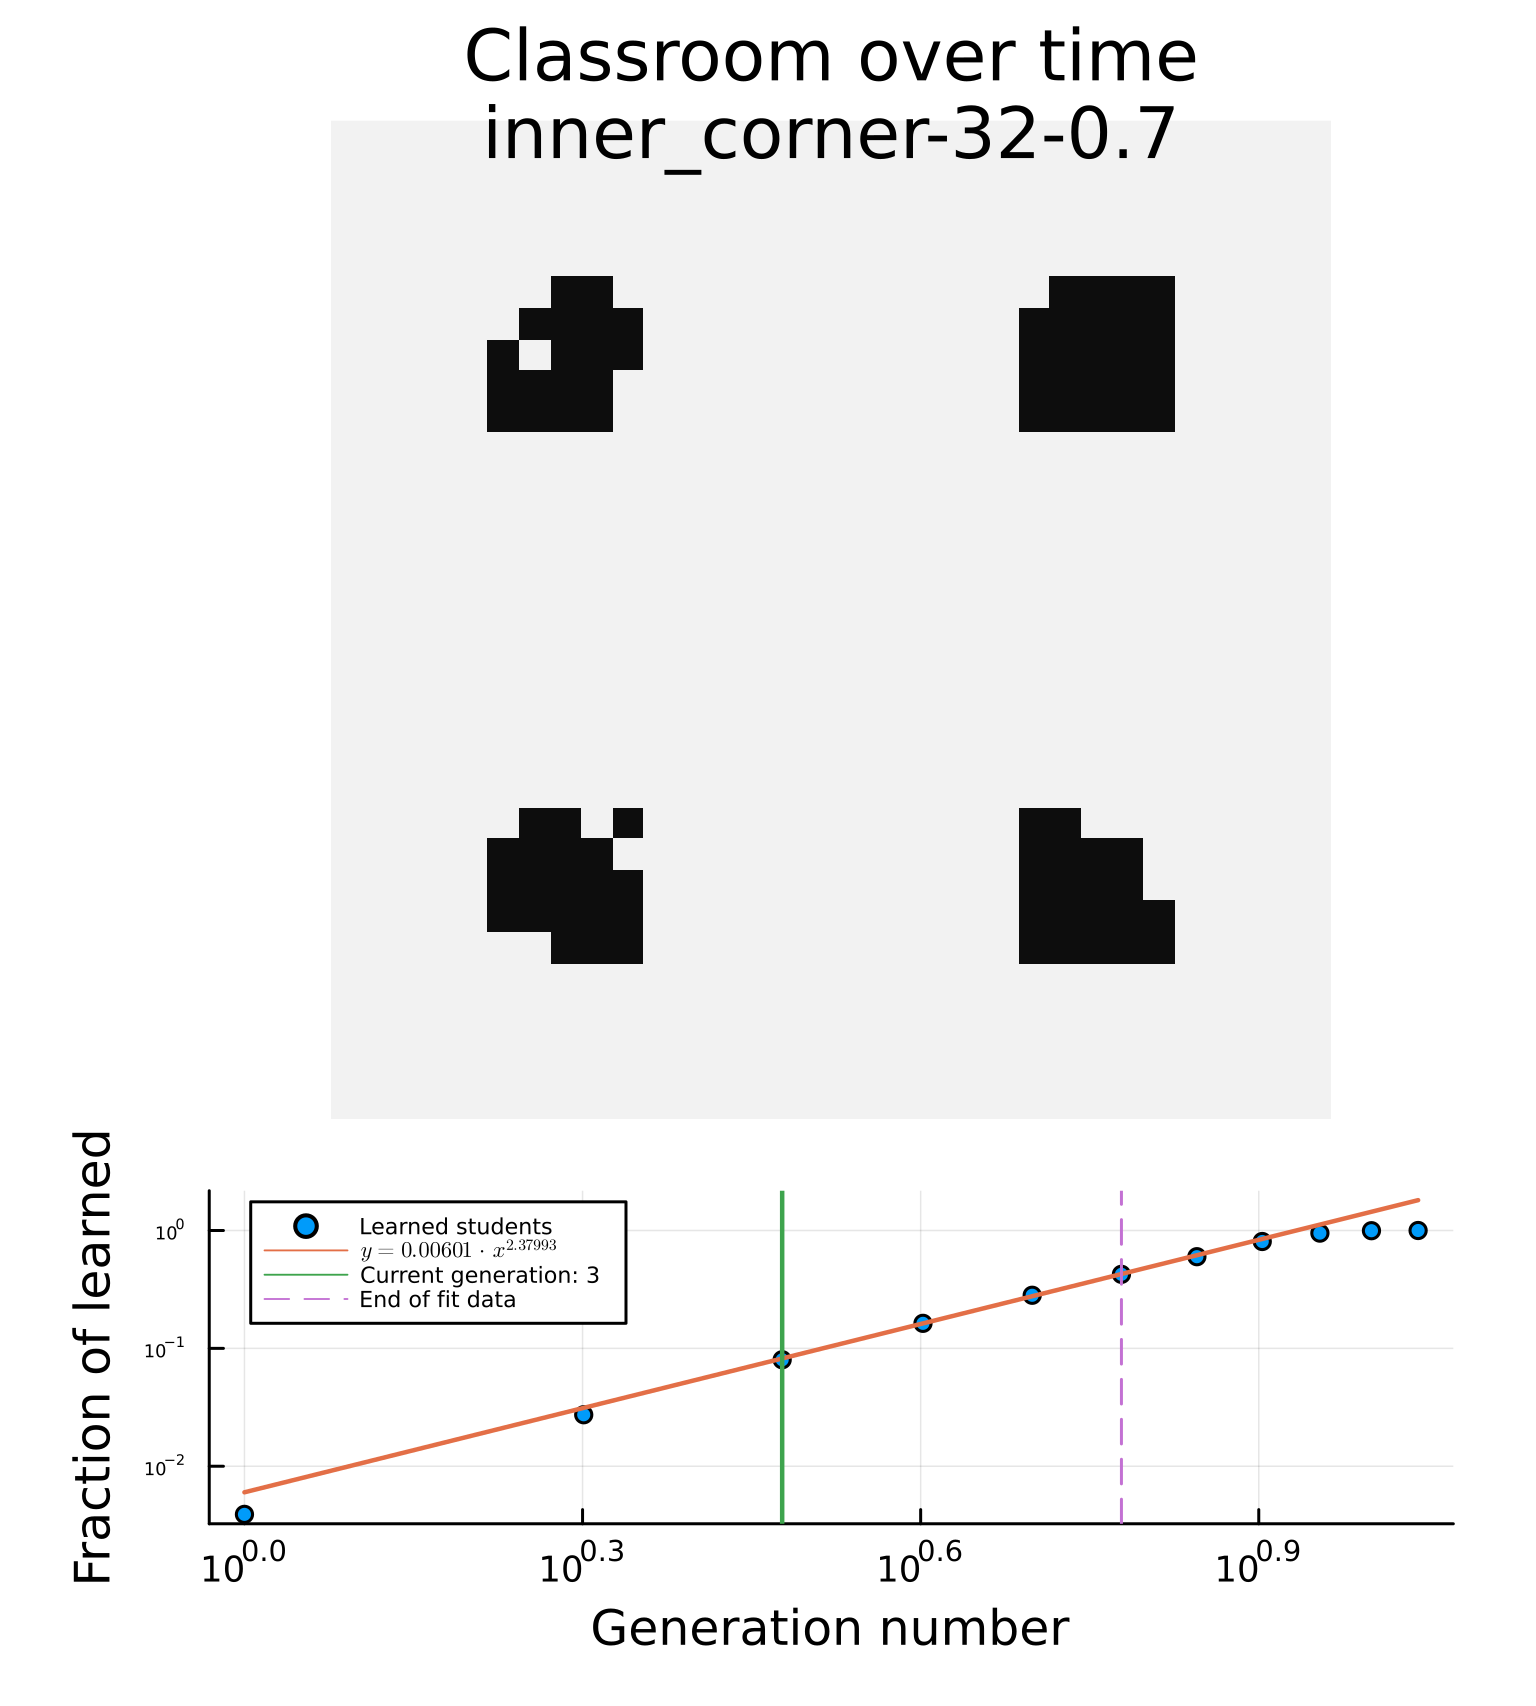 Classroom over time
inner_corner-32-0.7
Fraction of learned
10⁰
10⁻¹
10⁻²
Learned students
y = 0.00601 · x^2.37993
Current generation: 3
End of fit data
10^0.0
10^0.3
10^0.6
10^0.9
Generation number